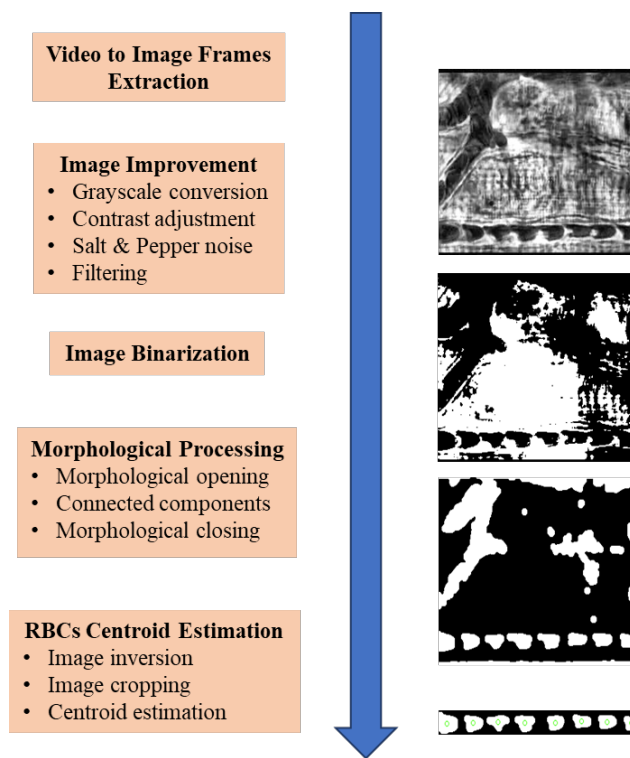 Video to Image Frames
Extraction
Image Improvement
• Grayscale conversion
• Contrast adjustment
• Salt & Pepper noise
• Filtering
Image Binarization
Morphological Processing
• Morphological opening
• Connected components
• Morphological closing
RBCs Centroid Estimation
• Image inversion
• Image cropping
• Centroid estimation